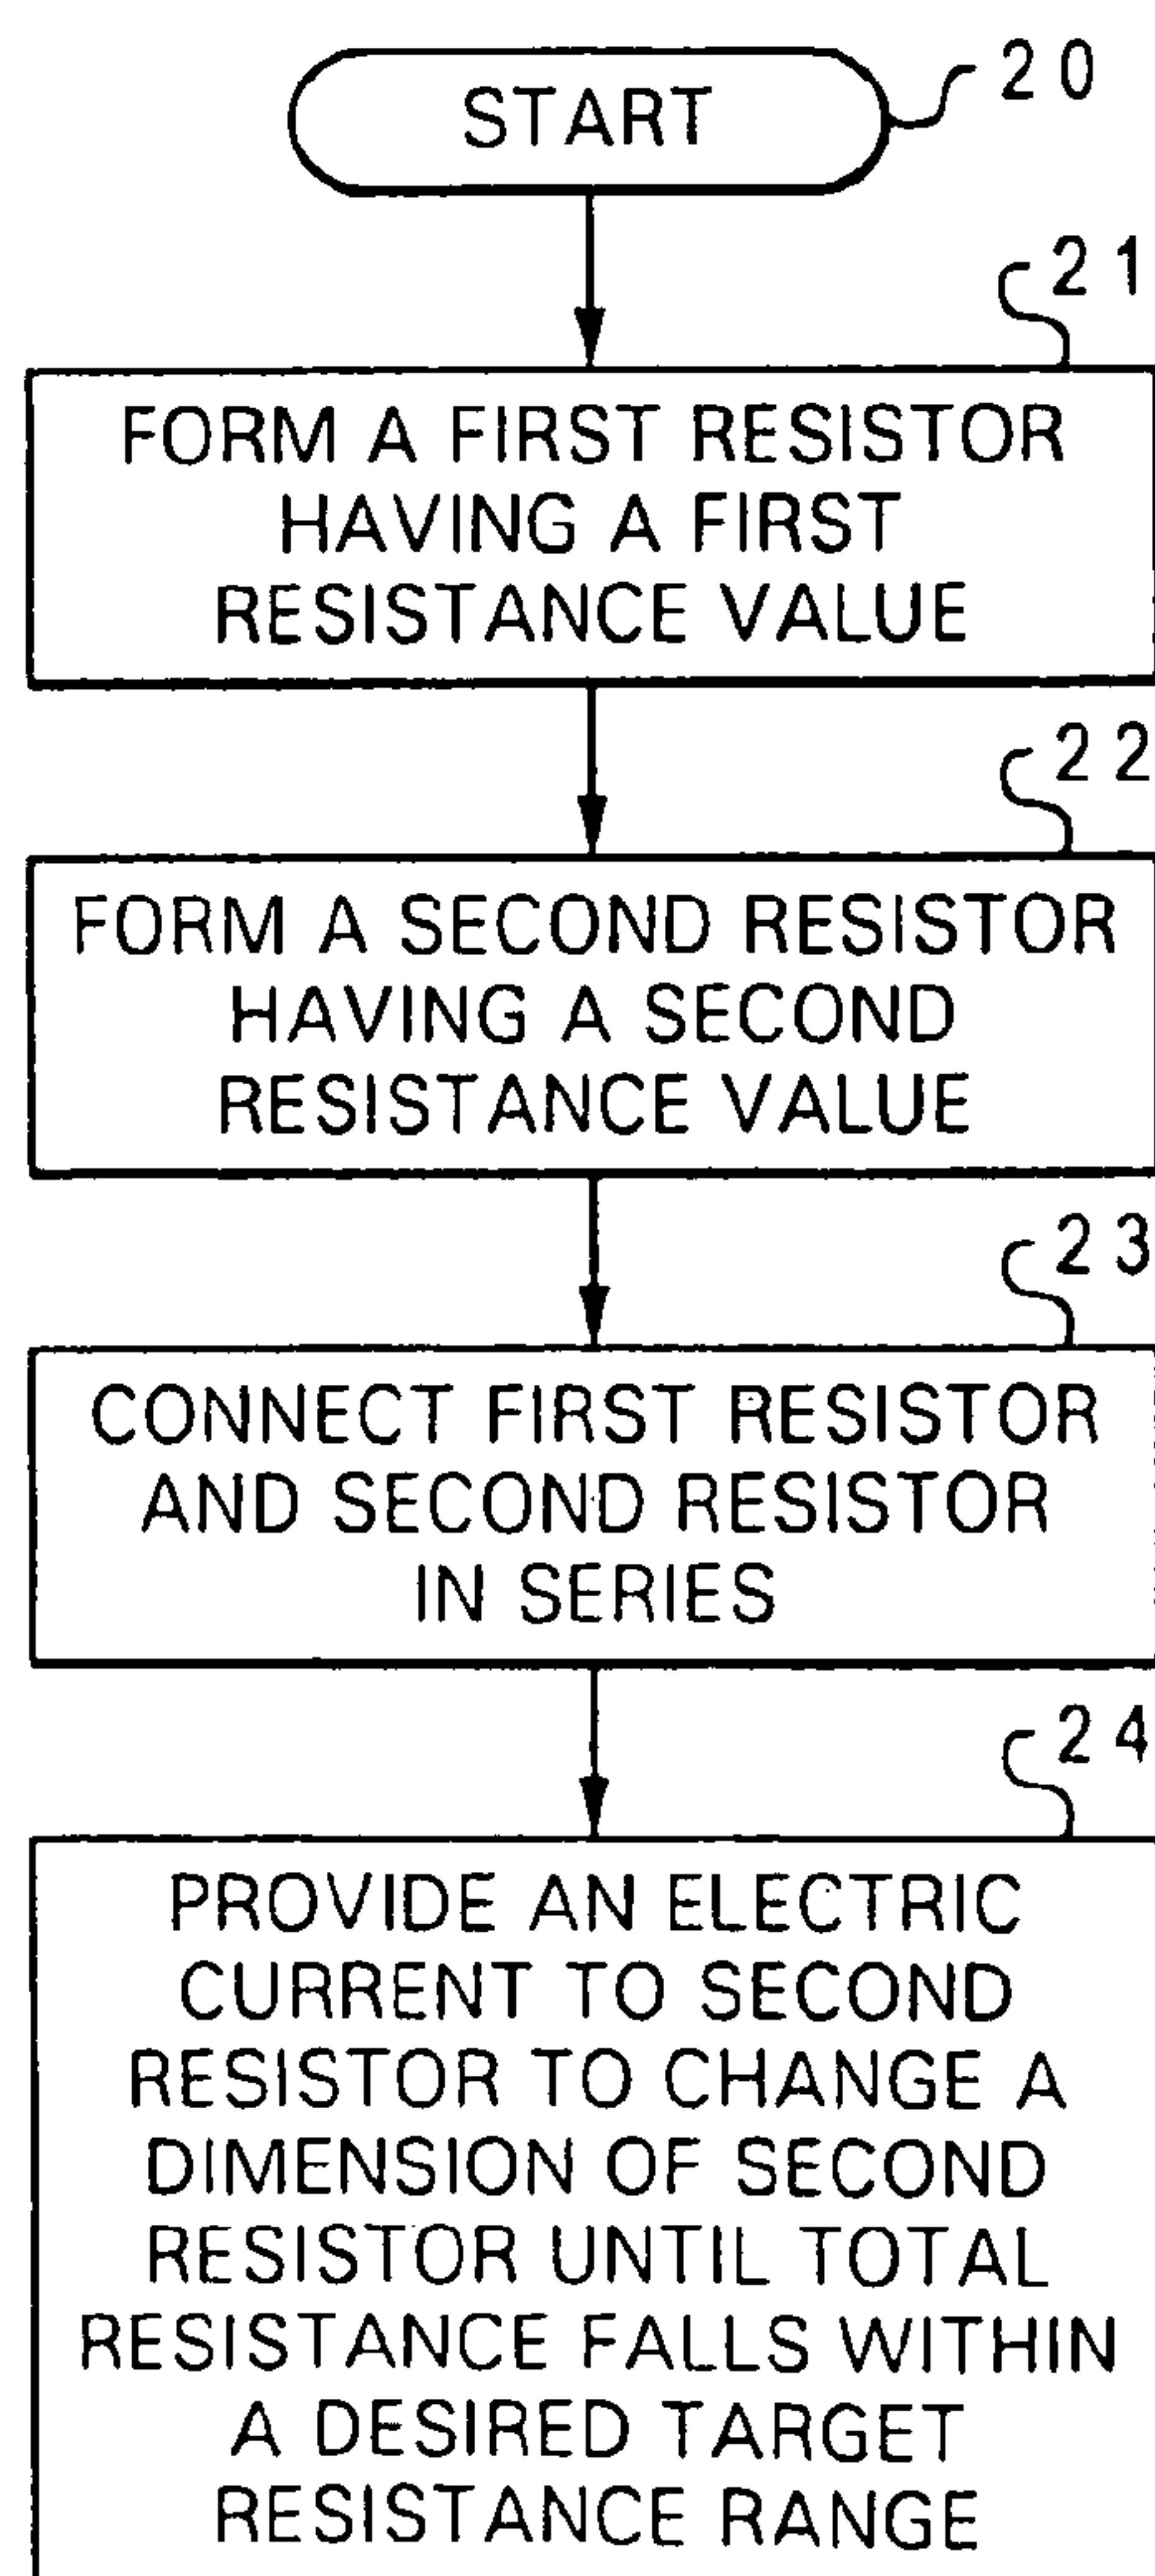 START
20
21
FORM A FIRST RESISTOR
HAVING A FIRST
RESISTANCE VALUE
22
FORM A SECOND RESISTOR
HAVING A SECOND
RESISTANCE VALUE
23
CONNECT FIRST RESISTOR
AND SECOND RESISTOR
IN SERIES
24
PROVIDE AN ELECTRIC
CURRENT TO SECOND
RESISTOR TO CHANGE A
DIMENSION OF SECOND
RESISTOR UNTIL TOTAL
RESISTANCE FALLS WITHIN
A DESIRED TARGET
RESISTANCE RANGE